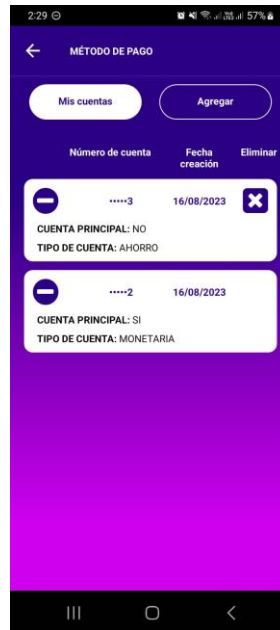 2:29 57%
MÉTODO DE PAGO
Mis cuentas Agregar
Número de cuenta Fecha creación Eliminar
·····3 16/08/2023
CUENTA PRINCIPAL: NO
TIPO DE CUENTA: AHORRO
·····2 16/08/2023
CUENTA PRINCIPAL: SI
TIPO DE CUENTA: MONETARIA